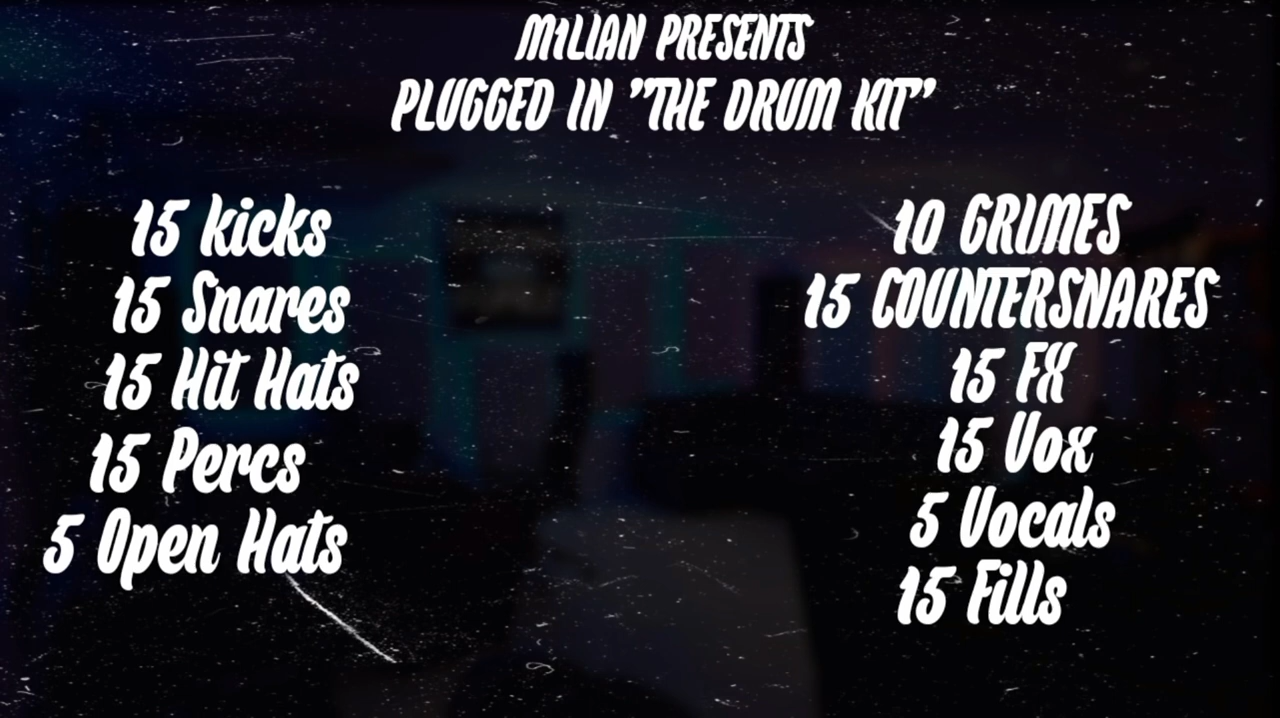 M1LIAN PRESENTS
PLUGGED IN "THE DRUM KIT"
15 kicks
15 Snares
15 Hit Hats
15 Percs
5 Open Hats
10 GRIMES
15 COUNTERSNARES
15 FX
15 Vox
5 Vocals
15 Fills